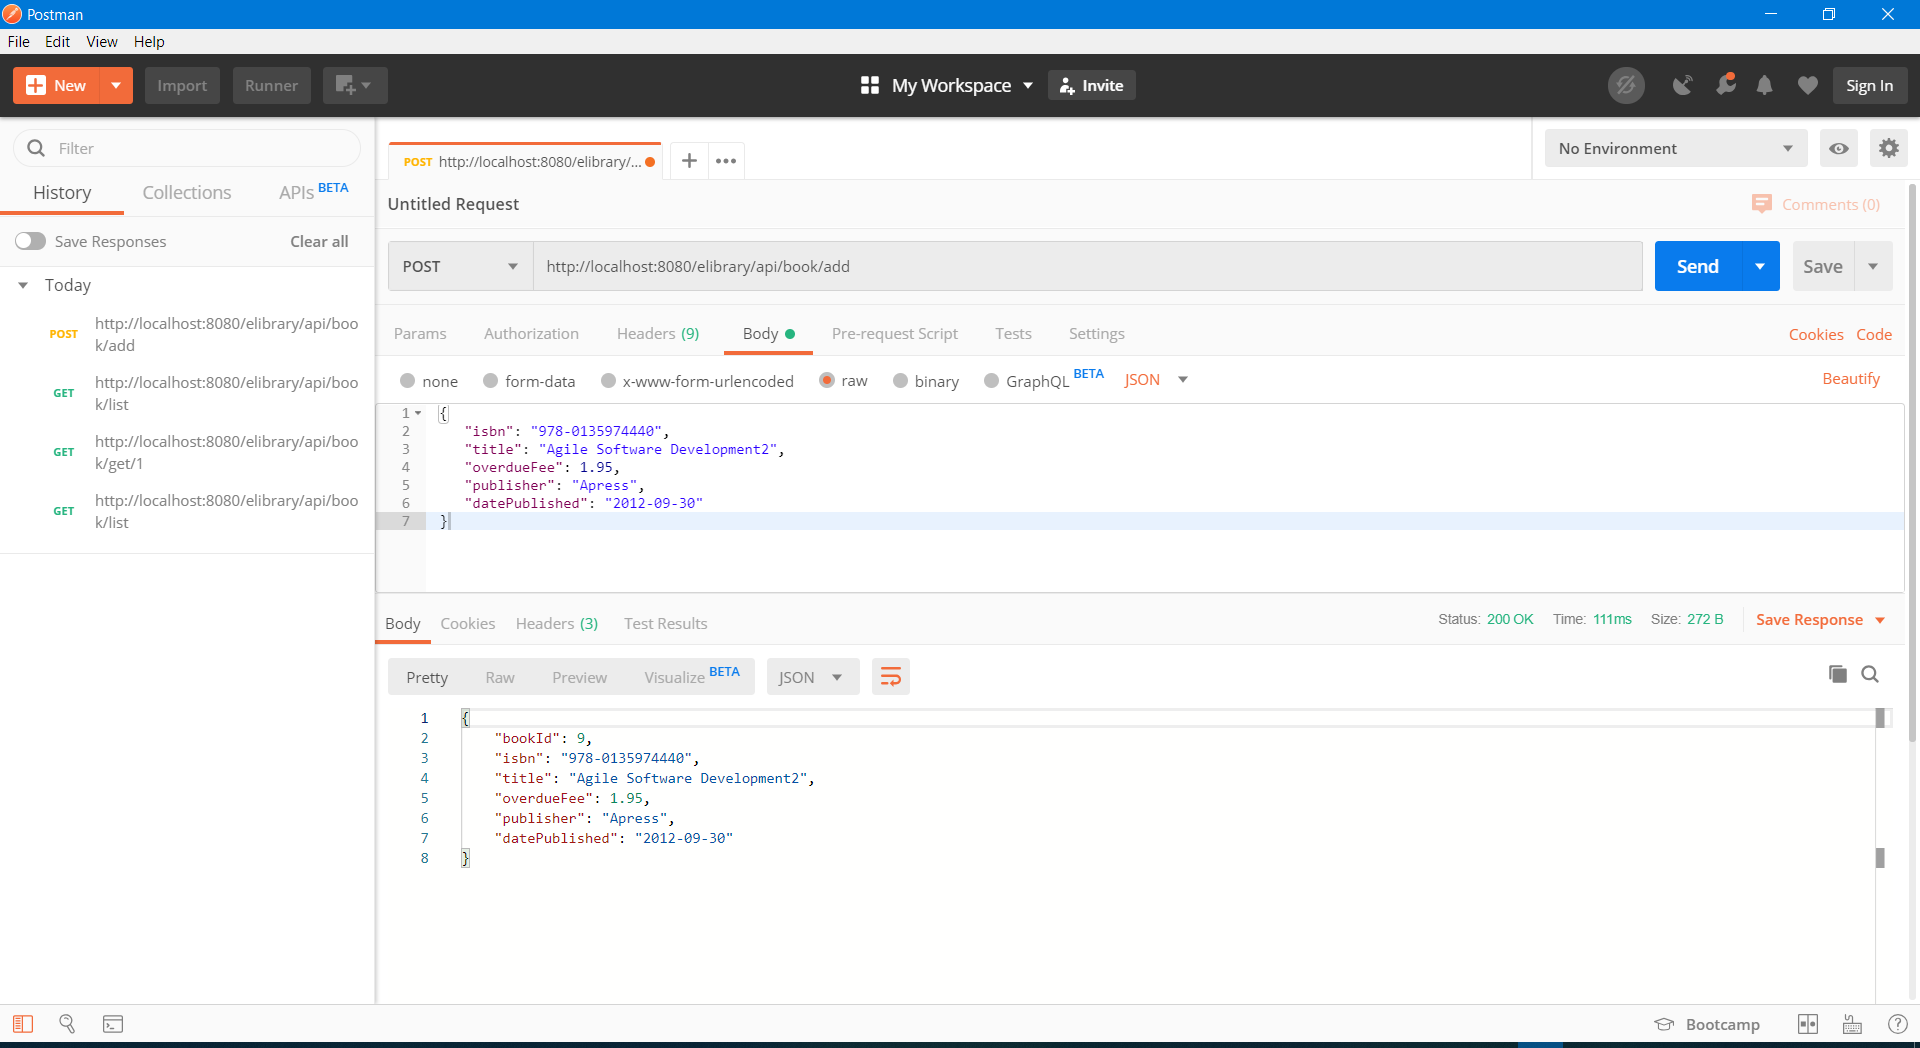 Postman
File Edit View Help
New Import Runner My Workspace Invite Sign In
Filter
History Collections APIs BETA
Save Responses Clear all
Today
POST http://localhost:8080/elibrary/api/boo
k/add
GET http://localhost:8080/elibrary/api/boo
k/list
GET http://localhost:8080/elibrary/api/boo
k/get/1
GET http://localhost:8080/elibrary/api/boo
k/list
POST http://localhost:8080/elibrary/...
No Environment
Untitled Request Comments (0)
POST http://localhost:8080/elibrary/api/book/add Send Save
Params Authorization Headers (9) Body Pre-request Script Tests Settings Cookies Code
none form-data x-www-form-urlencoded raw binary GraphQL BETA JSON Beautify
1 {
2 "isbn": "978-0135974440",
3 "title": "Agile Software Development2",
4 "overdueFee": 1.95,
5 "publisher": "Apress",
6 "datePublished": "2012-09-30"
7 }
Body Cookies Headers (3) Test Results Status: 200 OK Time: 111ms Size: 272 B Save Response
Pretty Raw Preview Visualize BETA JSON
1 {
2 "bookId": 9,
3 "isbn": "978-0135974440",
4 "title": "Agile Software Development2",
5 "overdueFee": 1.95,
6 "publisher": "Apress",
7 "datePublished": "2012-09-30"
8 }
Bootcamp